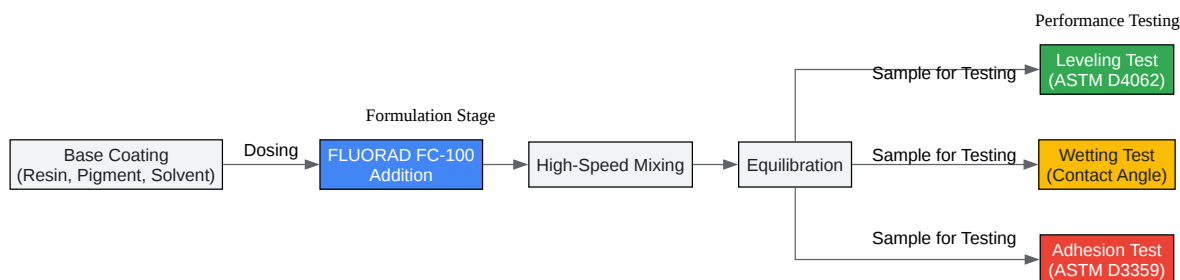 Performance Testing
Leveling Test
(ASTM D4062)
Sample for Testing
Formulation Stage
Base Coating
(Resin, Pigment, Solvent)
Dosing
FLUORAD FC-100
Addition
High-Speed Mixing
Equilibration
Sample for Testing
Wetting Test
(Contact Angle)
Sample for Testing
Adhesion Test
(ASTM D3359)